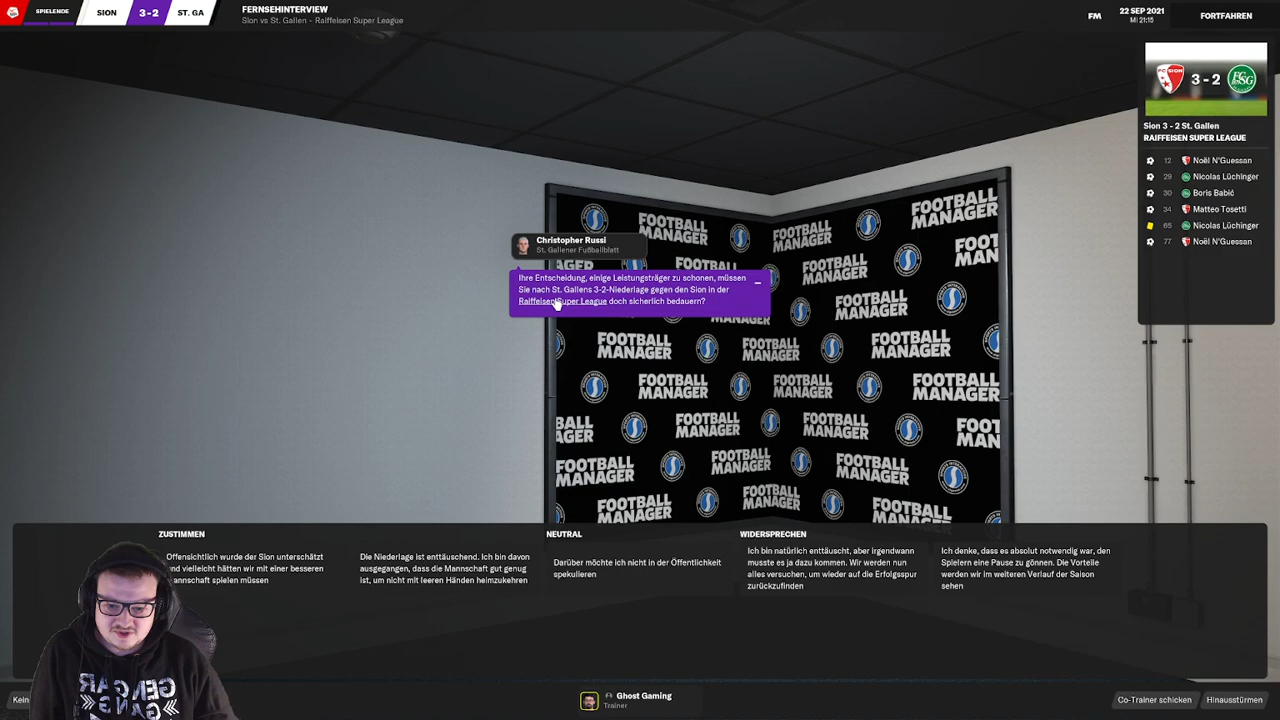 SPIELENDE
SION
3-2
ST. GA
FERNSEHINTERVIEW
Sion vs St. Gallen - Raiffeisen Super League
FM
22 SEP 2021
Mi 21:15
FORTFAHREN
3 - 2
Sion 3 - 2 St. Gallen
RAIFFEISEN SUPER LEAGUE
12 Noël N'Guessan
29 Nicolas Lüchinger
30 Boris Babić
34 Matteo Tosetti
65 Nicolas Lüchinger
77 Noël N'Guessan
Christopher Russi
St. Gallener Fußballblatt
Ihre Entscheidung, einige Leistungsträger zu schonen, müssen
Sie nach St. Gallens 3-2-Niederlage gegen den Sion in der
Raiffeisen Super League doch sicherlich bedauern?
FOOTBALL
MANAGER
ZUSTIMMEN
Offensichtlich wurde der Sion unterschätzt
und vielleicht hätten wir mit einer besseren
Mannschaft spielen müssen
Die Niederlage ist enttäuschend. Ich bin davon
ausgegangen, dass die Mannschaft gut genug
ist, um nicht mit leeren Händen heimzukehren
NEUTRAL
Darüber möchte ich nicht in der Öffentlichkeit
spekulieren
WIDERSPRECHEN
Ich bin natürlich enttäuscht, aber irgendwann
musste es ja dazu kommen. Wir werden nun
alles versuchen, um wieder auf die Erfolgsspur
zurückzufinden
Ich denke, dass es absolut notwendig war, den
Spielern eine Pause zu gönnen. Die Vorteile
werden wir im weiteren Verlauf der Saison
sehen
Kein
Ghost Gaming
Trainer
Co-Trainer schicken
Hinausstürmen